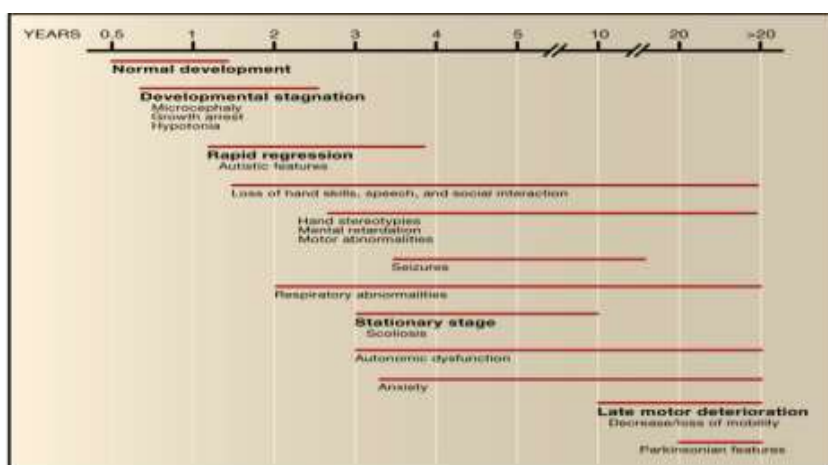 YEARS 0.5 1 2 3 4 5 10 20 >20
Normal development
Developmental stagnation
Microcephaly
Growth arrest
Hypotonia
Rapid regression
Autistic features
Loss of hand skills, speech, and social interaction
Hand stereotypies
Mental retardation
Motor abnormalities
Seizures
Respiratory abnormalities
Stationary stage
Scoliosis
Autonomic dysfunction
Anxiety
Late motor deterioration
Decrease/loss of mobility
Parkinsonian features